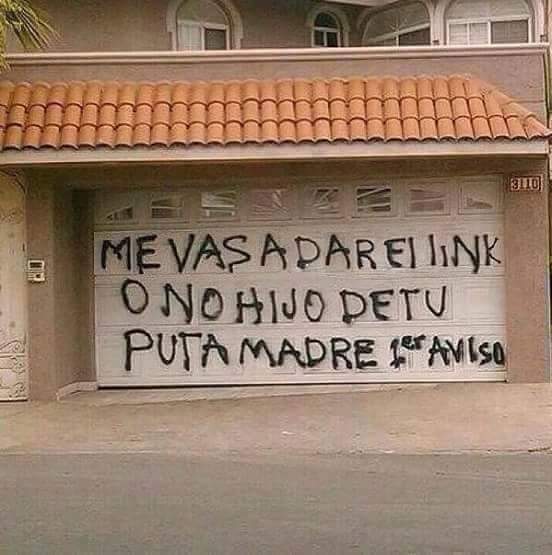 3110
ME VAS A DAR El liNK
O NO HIJO DE TU
PUTA MADRE 1er AViso